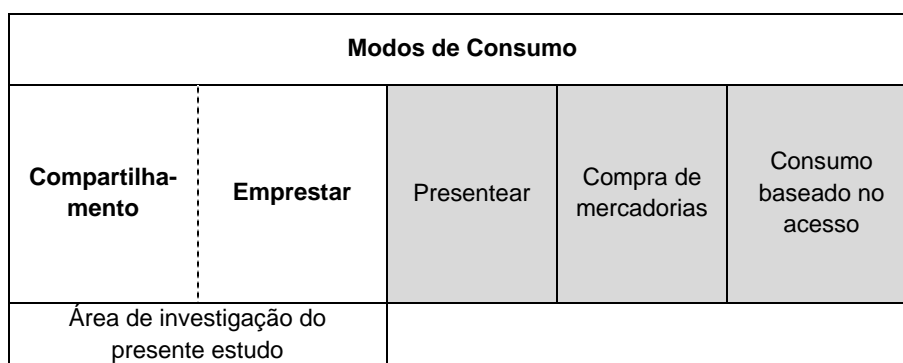 Modos de Consumo
Compartilha-
mento
Emprestar
Presentear
Compra de
mercadorias
Consumo
baseado no
acesso
Área de investigação do
presente estudo